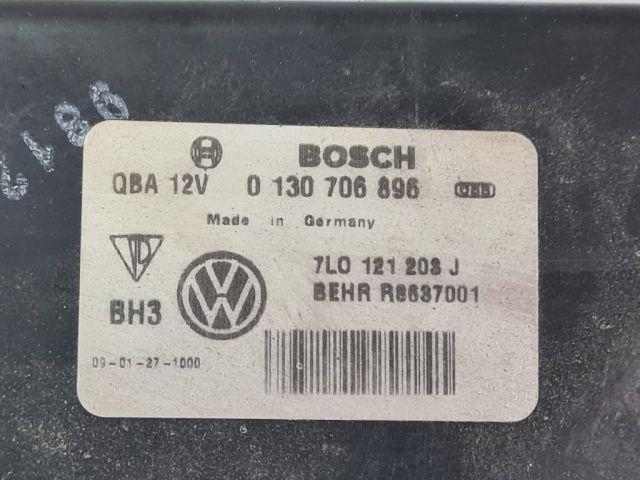 BOSCH
QBA 12V 0 130 706 896
Made in Germany
7L0 121 203 J
BEHR R8637001
BH3
09-01-27-1000